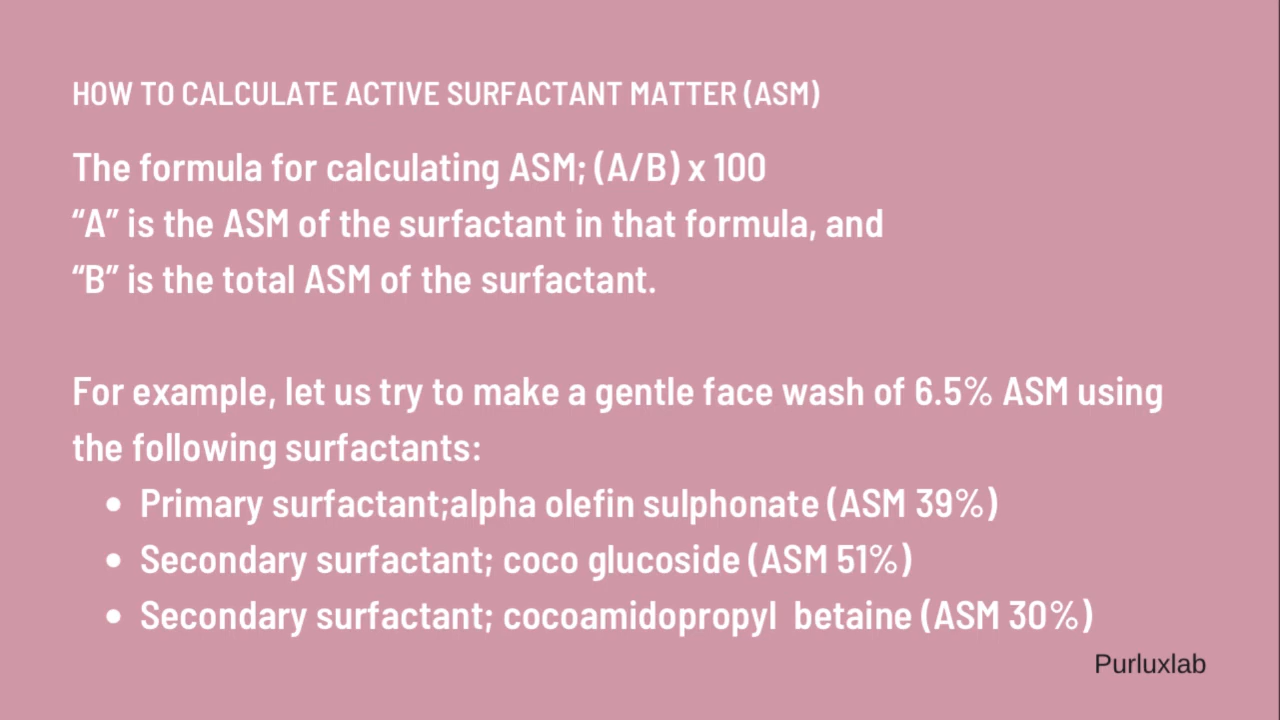 HOW TO CALCULATE ACTIVE SURFACTANT MATTER (ASM)
The formula for calculating ASM; (A/B) x 100
“A” is the ASM of the surfactant in that formula, and
“B” is the total ASM of the surfactant.
For example, let us try to make a gentle face wash of 6.5% ASM using
the following surfactants:
• Primary surfactant;alpha olefin sulphonate (ASM 39%)
• Secondary surfactant; coco glucoside (ASM 51%)
• Secondary surfactant; cocoamidopropyl  betaine (ASM 30%)
Purluxlab